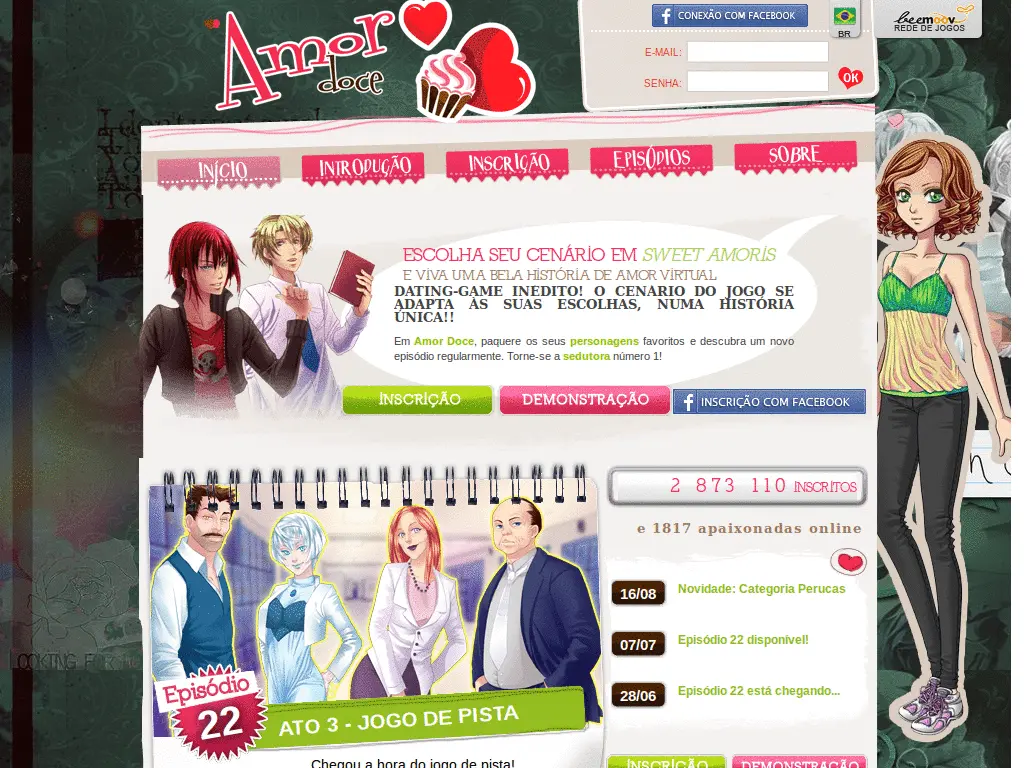 Amor doce
CONEXÃO COM FACEBOOK
BR
beemoov
REDE DE JOGOS
E-MAIL:
SENHA:
OK
INÍCIO
INTRODUÇÃO
INSCRIÇÃO
EPISÓDIOS
SOBRE
ESCOLHA SEU CENÁRIO EM SWEET AMORIS
E VIVA UMA BELA HISTÓRIA DE AMOR VIRTUAL
DATING-GAME INEDITO! O CENARIO DO JOGO SE
ADAPTA ÀS SUAS ESCOLHAS, NUMA HISTÓRIA
ÚNICA!!
Em Amor Doce, paquere os seus personagens favoritos e descubra um novo
episódio regularmente. Torne-se a sedutora número 1!
INSCRIÇÃO
DEMONSTRAÇÃO
INSCRIÇÃO COM FACEBOOK
2 873 110 INSCRITOS
e 1817 apaixonadas online
16/08 Novidade: Categoria Perucas
07/07 Episódio 22 disponível!
28/06 Episódio 22 está chegando...
LOOKING FOR
Episódio
22
ATO 3 - JOGO DE PISTA
Chegou a hora do jogo de pista!
INSCRIÇÃO
DEMONSTRAÇÃO